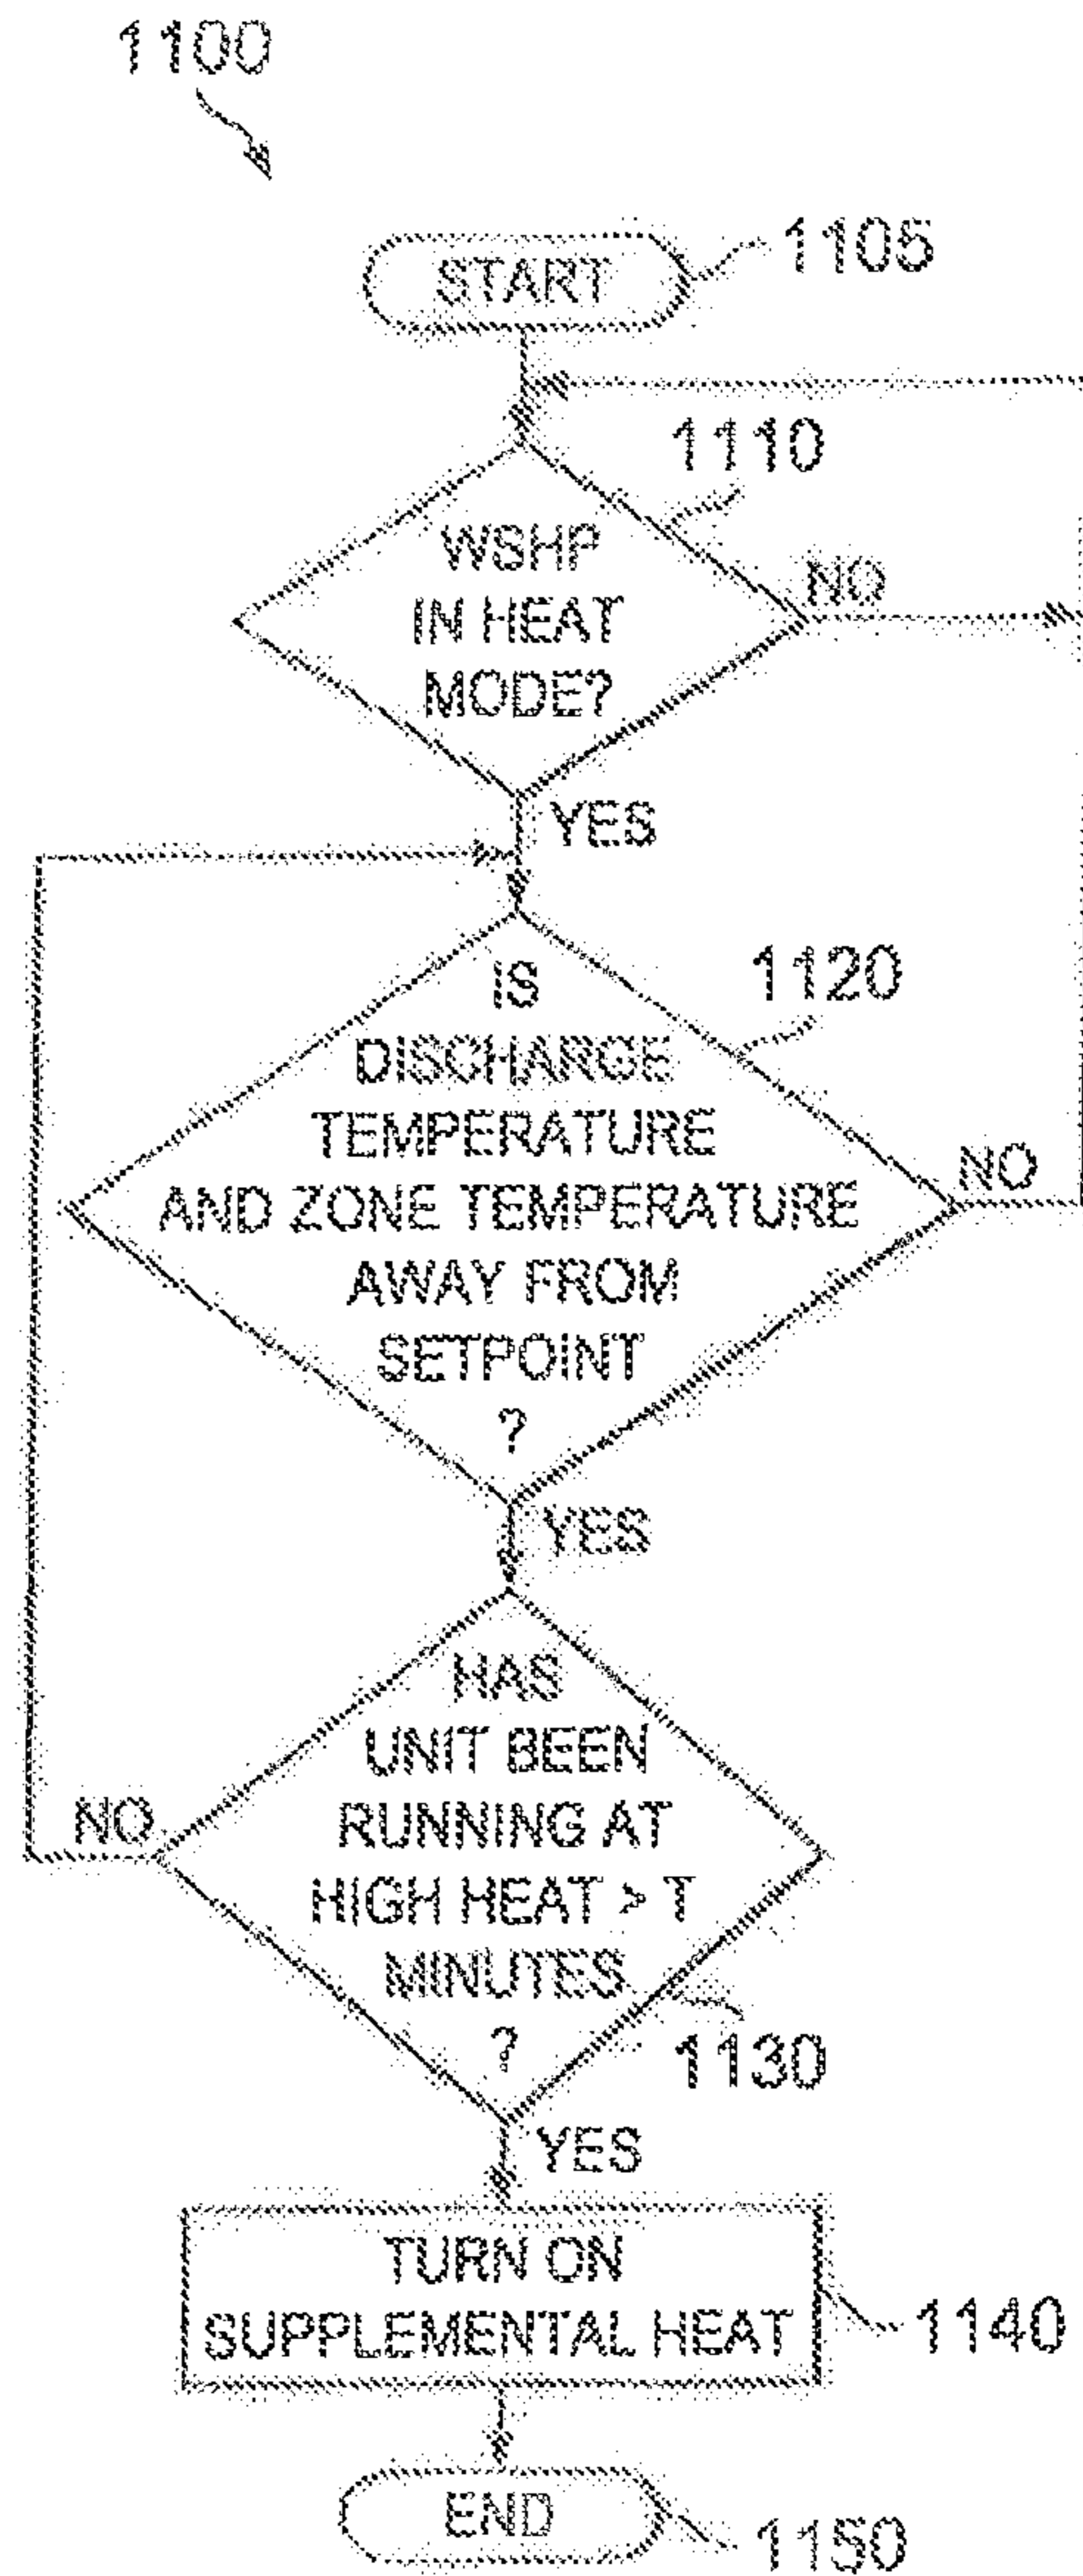 1100
START
1105
1110
WSHP
IN HEAT
MODE?
NO
YES
1120
IS
DISCHARGE
TEMPERATURE
AND ZONE TEMPERATURE
AWAY FROM
SETPOINT
?
NO
YES
HAS
UNIT BEEN
RUNNING AT
HIGH HEAT > T
MINUTES
?
NO
1130
YES
TURN ON
SUPPLEMENTAL HEAT
1140
END
1150